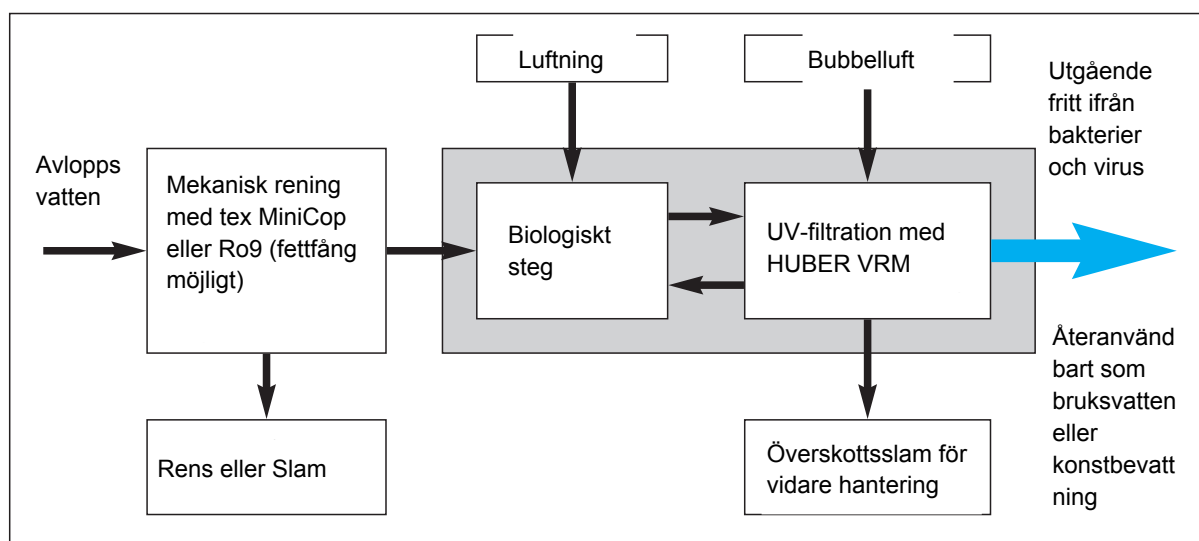 Luftning
Bubbelluft
Utgående
fritt ifrån
bakterier
och virus
Avlopps
vatten
Mekanisk rening
med tex MiniCop
eller Ro9 (fettfång
möjligt)
Biologiskt
steg
UV-filtration med
HUBER VRM
Återanvänd
bart som
bruksvatten
eller
konstbevatt
ning
Rens eller Slam
Överskottsslam för
vidare hantering